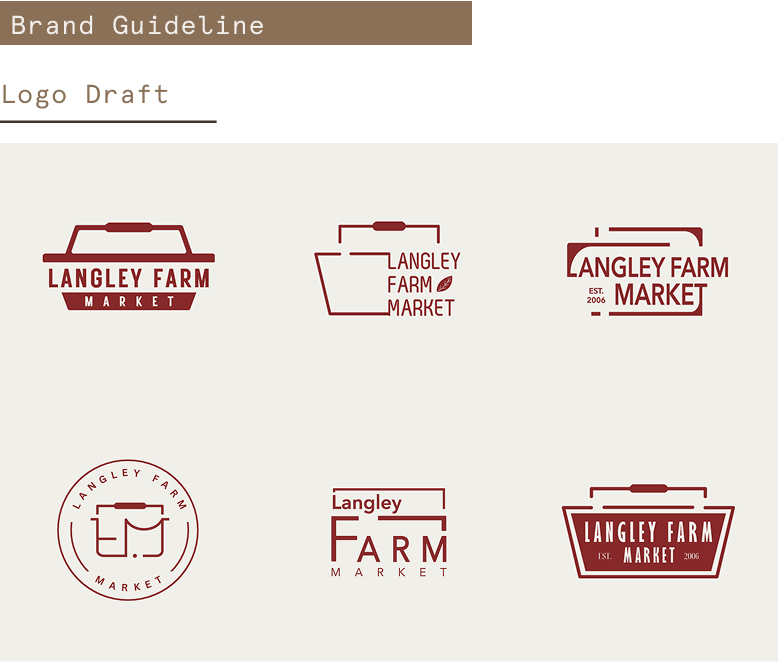 Brand Guideline
Logo Draft
LANGLEY FARM
MARKET
LANGLEY
FARM
MARKET
LANGLEY FARM
EST.
2006
MARKET
LANGLEY FARM
MARKET
Langley
FARM
MARKET
LANGLEY FARM
EST. MARKET 2006